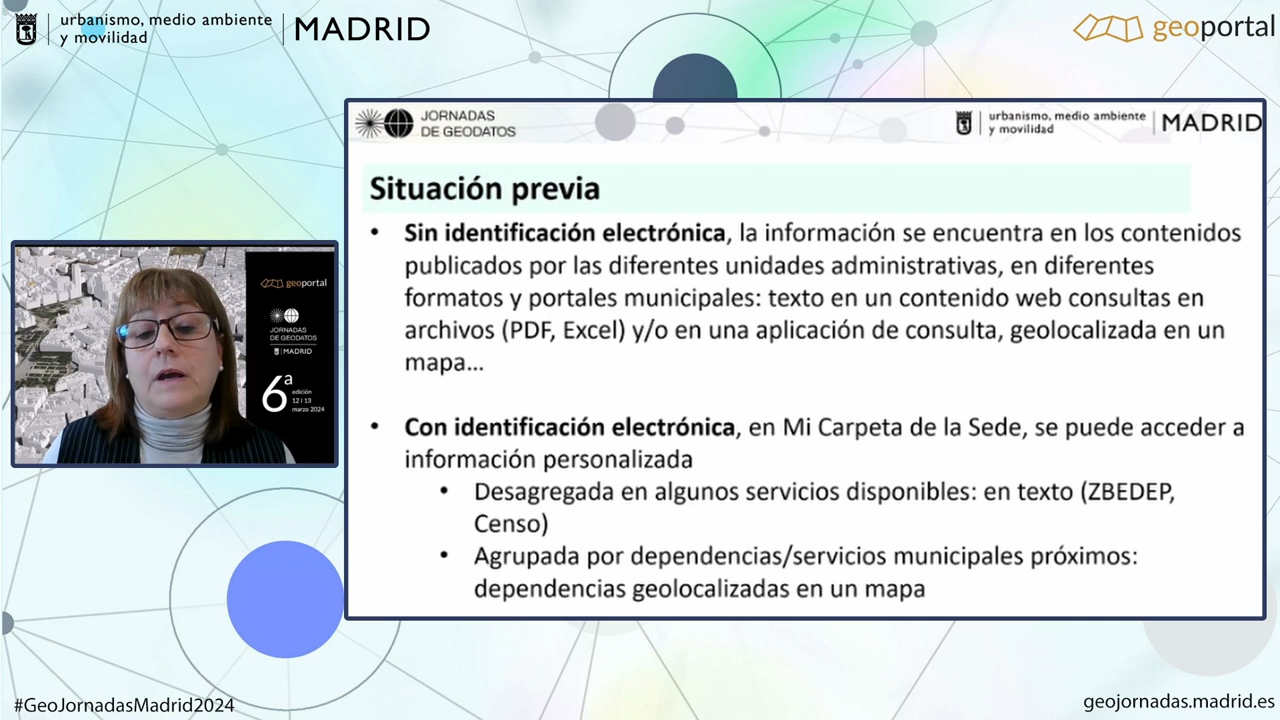 urbanismo, medio ambiente
y movilidad
MADRID
geoportal
JORNADAS
DE GEODATOS
urbanismo, medio ambiente
y movilidad
MADRID
Situación previa
• Sin identificación electrónica, la información se encuentra en los contenidos
publicados por las diferentes unidades administrativas, en diferentes
formatos y portales municipales: texto en un contenido web consultas en
archivos (PDF, Excel) y/o en una aplicación de consulta, geolocalizada en un
mapa...
• Con identificación electrónica, en Mi Carpeta de la Sede, se puede acceder a
información personalizada
• Desagregada en algunos servicios disponibles: en texto (ZBEDEP,
Censo)
• Agrupada por dependencias/servicios municipales próximos:
dependencias geolocalizadas en un mapa
geoportal
JORNADAS
DE GEODATOS
MADRID
6ª
edición
12 I 13
marzo 2024
#GeoJornadasMadrid2024
geojornadas.madrid.es